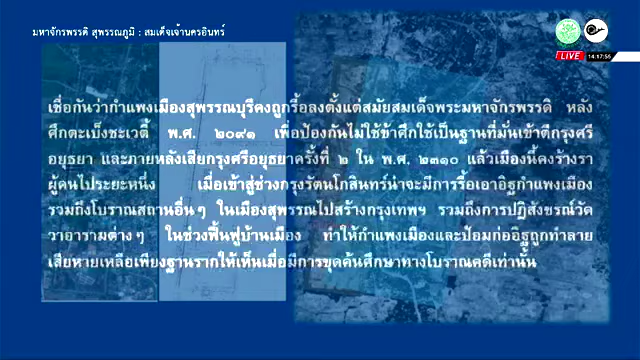 มหาจักรพรรดิ สุพรรณภูมิ : สมเด็จเจ้านครอินทร์
LIVE 14:17:56
เชื่อกันว่ากำแพงเมืองสุพรรณบุรีคงถูกรื้อลงตั้งแต่สมัยสมเด็จพระมหาจักรพรรดิ หลัง
ศึกตะเบ็งชะเวตี้ พ.ศ. ๒๐๙๑ เพื่อป้องกันไม่ใช้ข้าศึกใช้เป็นฐานที่มั่นเข้าตีกรุงศรี
อยุธยา และภายหลังเสียกรุงศรีอยุธยาครั้งที่ ๒ ใน พ.ศ. ๒๓๑๐ แล้วเมืองนี้คงร้างรา
ผู้คนไประยะหนึ่ง เมื่อเข้าสู่ช่วงกรุงรัตนโกสินทร์น่าจะมีการรื้อเอาอิฐกำแพงเมือง
รวมถึงโบราณสถานอื่นๆ ในเมืองสุพรรณไปสร้างกรุงเทพฯ รวมถึงการปฏิสังขรณ์วัด
วาอารามต่างๆ ในช่วงฟื้นฟูบ้านเมือง ทำให้กำแพงเมืองและป้อมก่ออิฐถูกทำลาย
เสียหายเหลือเพียงฐานรากให้เห็นเมื่อมีการขุดค้นศึกษาทางโบราณคดีเท่านั้น